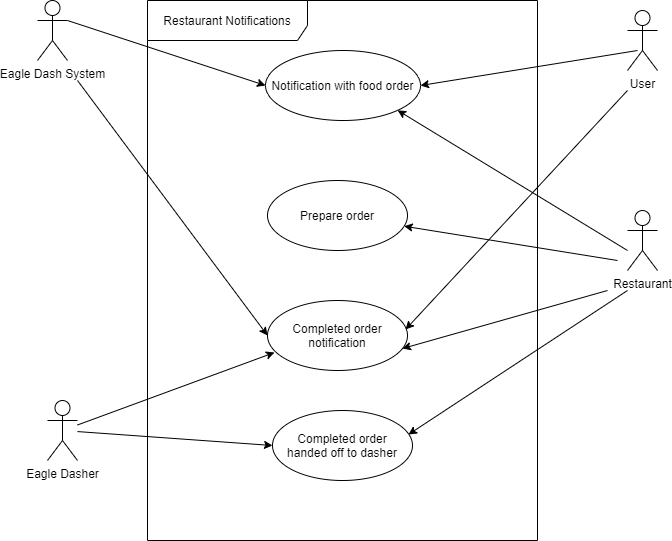 Restaurant Notifications
Eagle Dash System
User
Notification with food order
Prepare order
Restaurant
Completed order
notification
Completed order
handed off to dasher
Eagle Dasher